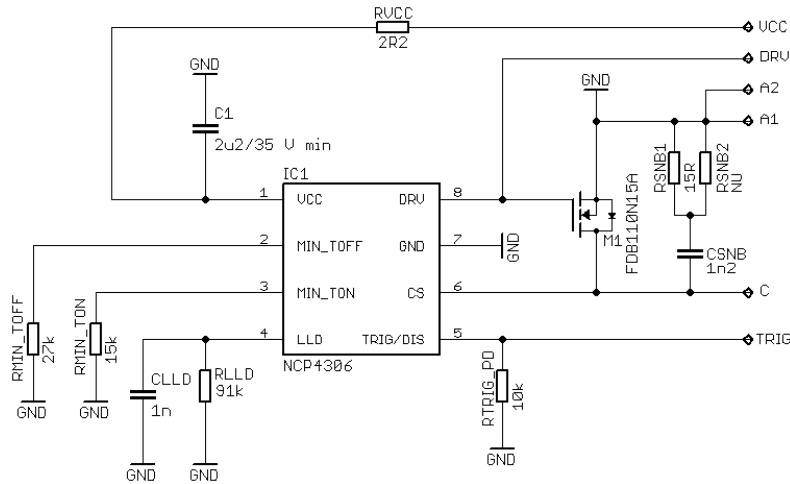 RVCC
2R2
VCC
DRV
GND
GND
A2
C1
2u2/35 V min
A1
IC1
RSNB1
15R
RSNB2
NU
1
VCC
DRV
8
M1
FDB110N15A
2
MIN_TOFF
GND
7
GND
CSNB
1n2
3
MIN_TON
CS
6
C
4
LLD
TRIG/DIS
5
TRIG
NCP4306
RMIN_TOFF
27k
RMIN_TON
15k
CLLD
1n
RLLD
91k
RTRIG_PD
10k
GND
GND
GND
GND
GND